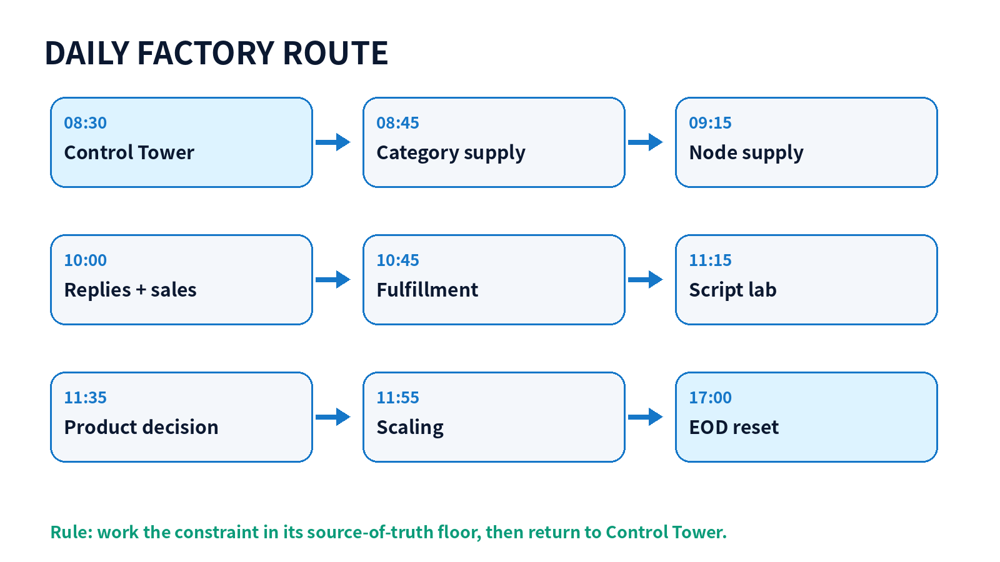 DAILY FACTORY ROUTE
08:30
Control Tower
08:45
Category supply
09:15
Node supply
10:00
Replies + sales
10:45
Fulfillment
11:15
Script lab
11:35
Product decision
11:55
Scaling
17:00
EOD reset
Rule: work the constraint in its source-of-truth floor, then return to Control Tower.